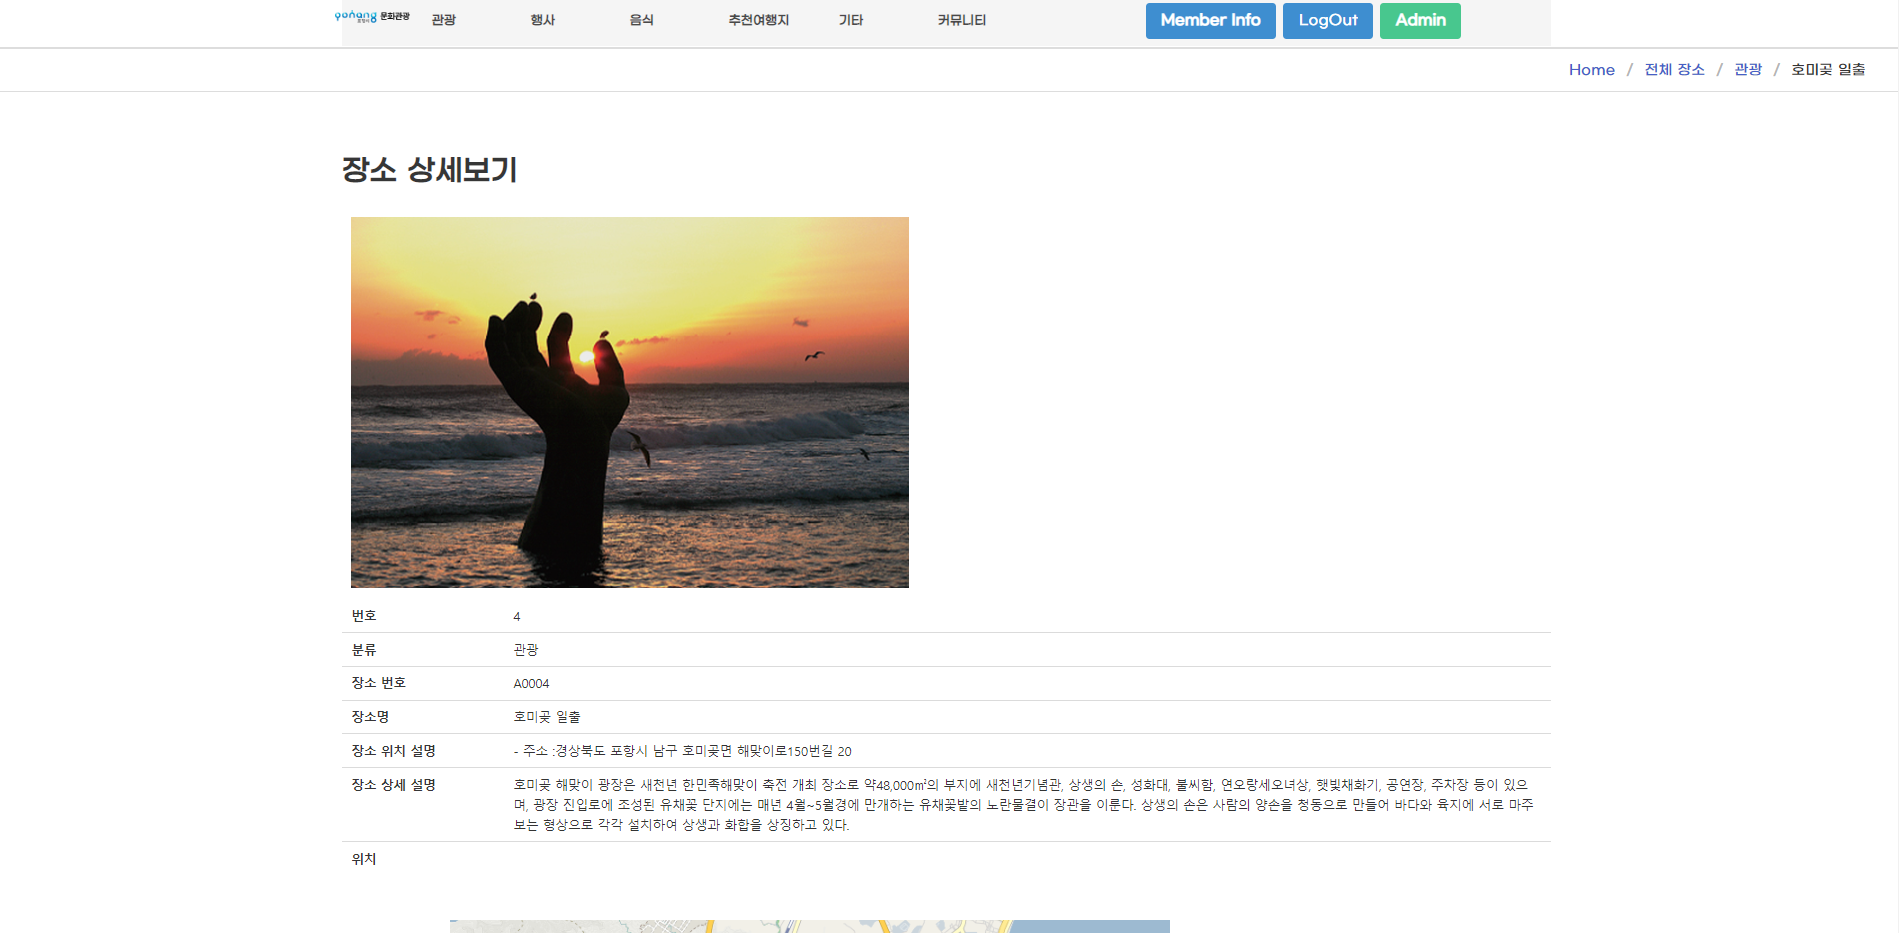 pohang 문화관광
관광 행사 음식 추천여행지 기타 커뮤니티 Member Info LogOut Admin
Home / 전체 장소 / 관광 / 호미곶 일출
장소 상세보기
번호 4
분류 관광
장소 번호 A0004
장소명 호미곶 일출
장소 위치 설명 - 주소 :경상북도 포항시 남구 호미곶면 해맞이로150번길 20
장소 상세 설명 호미곶 해맞이 광장은 새천년 한민족해맞이 축전 개최 장소로 약48,000㎡의 부지에 새천년기념관, 상생의 손, 성화대, 불씨함, 연오랑세오녀상, 햇빛채화기, 공연장, 주차장 등이 있으
며, 광장 진입로에 조성된 유채꽃 단지에는 매년 4월~5월경에 만개하는 유채꽃밭의 노란물결이 장관을 이룬다. 상생의 손은 사람의 양손을 청동으로 만들어 바다와 육지에 서로 마주
보는 형상으로 각각 설치하여 상생과 화합을 상징하고 있다.
위치